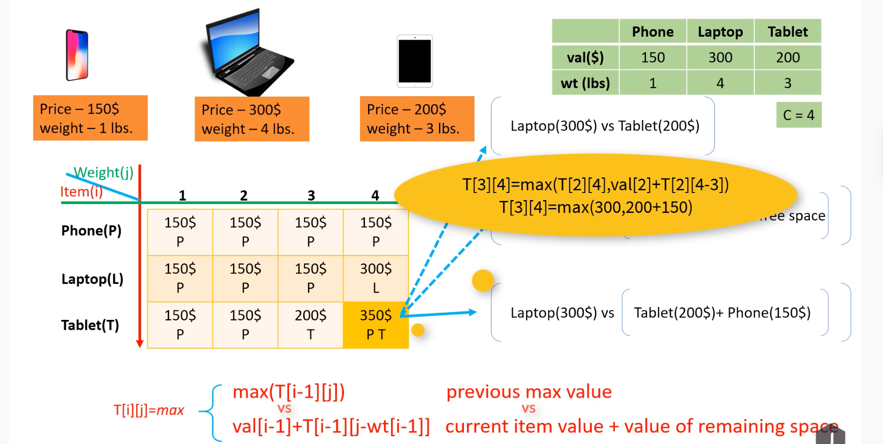 Phone Laptop Tablet
val($) 150 300 200
wt (lbs) 1 4 3
C = 4
Price – 150$
weight – 1 lbs.
Price – 300$
weight – 4 lbs.
Price – 200$
weight – 3 lbs.
Laptop(300$) vs Tablet(200$)
T[3][4]=max(T[2][4],val[2]+T[2][4-3])
T[3][4]=max(300,200+150)
free space
Laptop(300$) vs Tablet(200$)+ Phone(150$)
Weight(j)
Item(i)
1 2 3 4
Phone(P) 150$ 150$ 150$ 150$
P P P P
Laptop(L) 150$ 150$ 150$ 300$
P P P L
Tablet(T) 150$ 150$ 200$ 350$
P P T P T
T[i][j]=max
max(T[i-1][j]) previous max value
vs vs
val[i-1]+T[i-1][j-wt[i-1]] current item value + value of remaining space